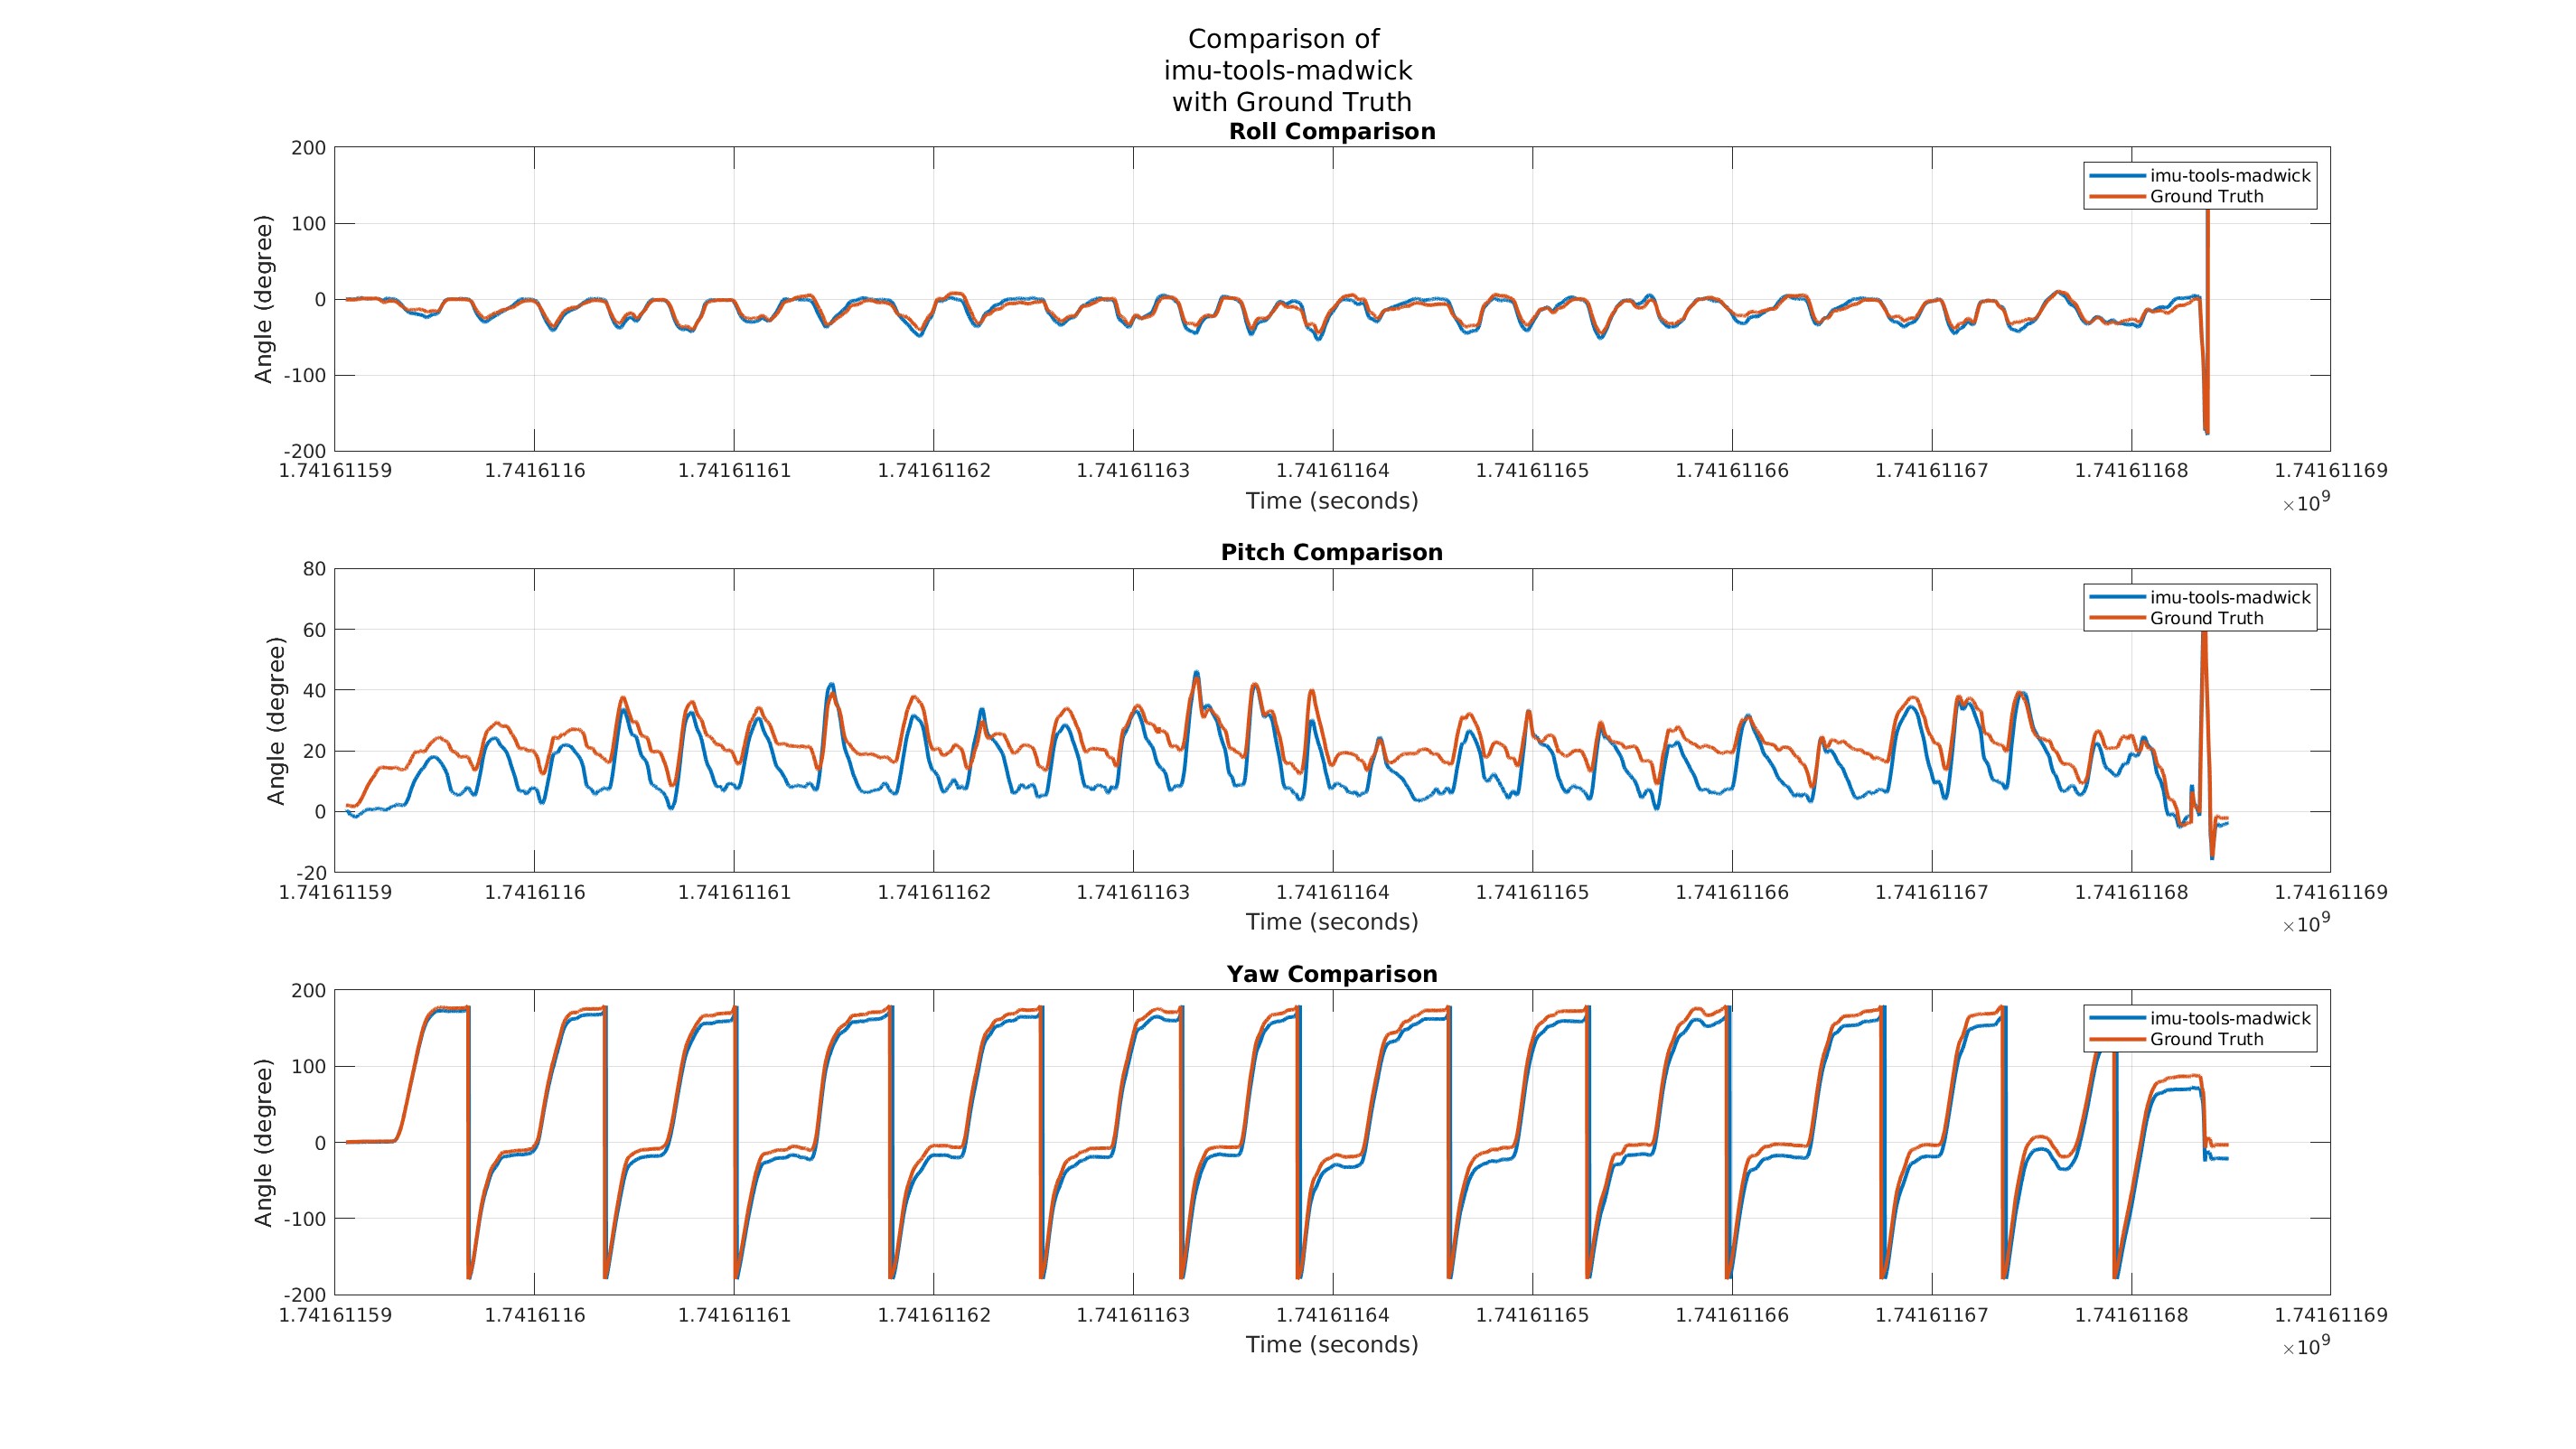 Comparison of
imu-tools-madwick
with Ground Truth
Roll Comparison
200
100
0
-100
-200
Angle (degree)
imu-tools-madwick
Ground Truth
1.74161159 1.7416116 1.74161161 1.74161162 1.74161163 1.74161164 1.74161165 1.74161166 1.74161167 1.74161168 1.74161169
Time (seconds)
×10⁹
Pitch Comparison
80
60
40
20
0
-20
Angle (degree)
imu-tools-madwick
Ground Truth
1.74161159 1.7416116 1.74161161 1.74161162 1.74161163 1.74161164 1.74161165 1.74161166 1.74161167 1.74161168 1.74161169
Time (seconds)
×10⁹
Yaw Comparison
200
100
0
-100
-200
Angle (degree)
imu-tools-madwick
Ground Truth
1.74161159 1.7416116 1.74161161 1.74161162 1.74161163 1.74161164 1.74161165 1.74161166 1.74161167 1.74161168 1.74161169
Time (seconds)
×10⁹